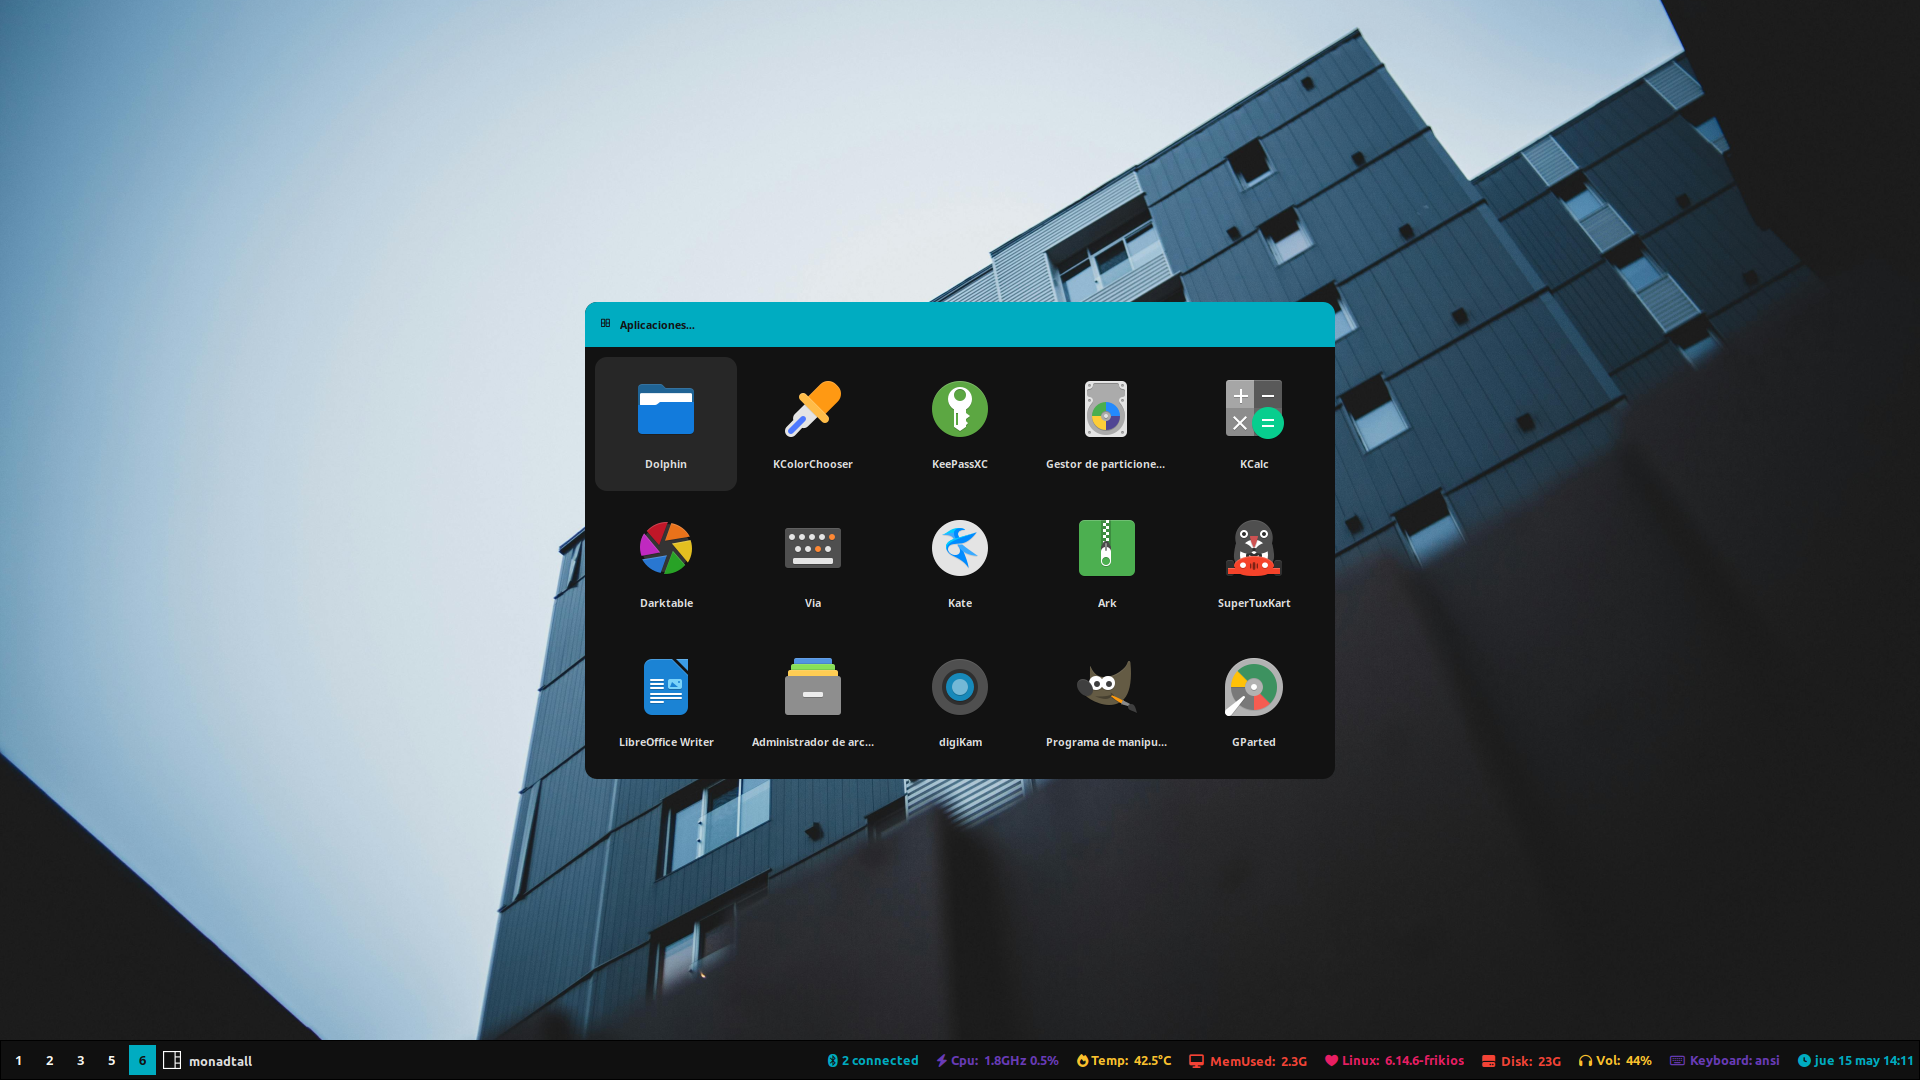 Aplicaciones...
Dolphin
KColorChooser
KeePassXC
Gestor de particione...
KCalc
Darktable
Via
Kate
Ark
SuperTuxKart
LibreOffice Writer
Administrador de arc...
digiKam
Programa de manipu...
GParted
1 2 3 5 6 monadtall 2 connected Cpu: 1.8GHz 0.5% Temp: 42.5°C MemUsed: 2.3G Linux: 6.14.6-frikios Disk: 23G Vol: 44% Keyboard: ansi jue 15 may 14:11